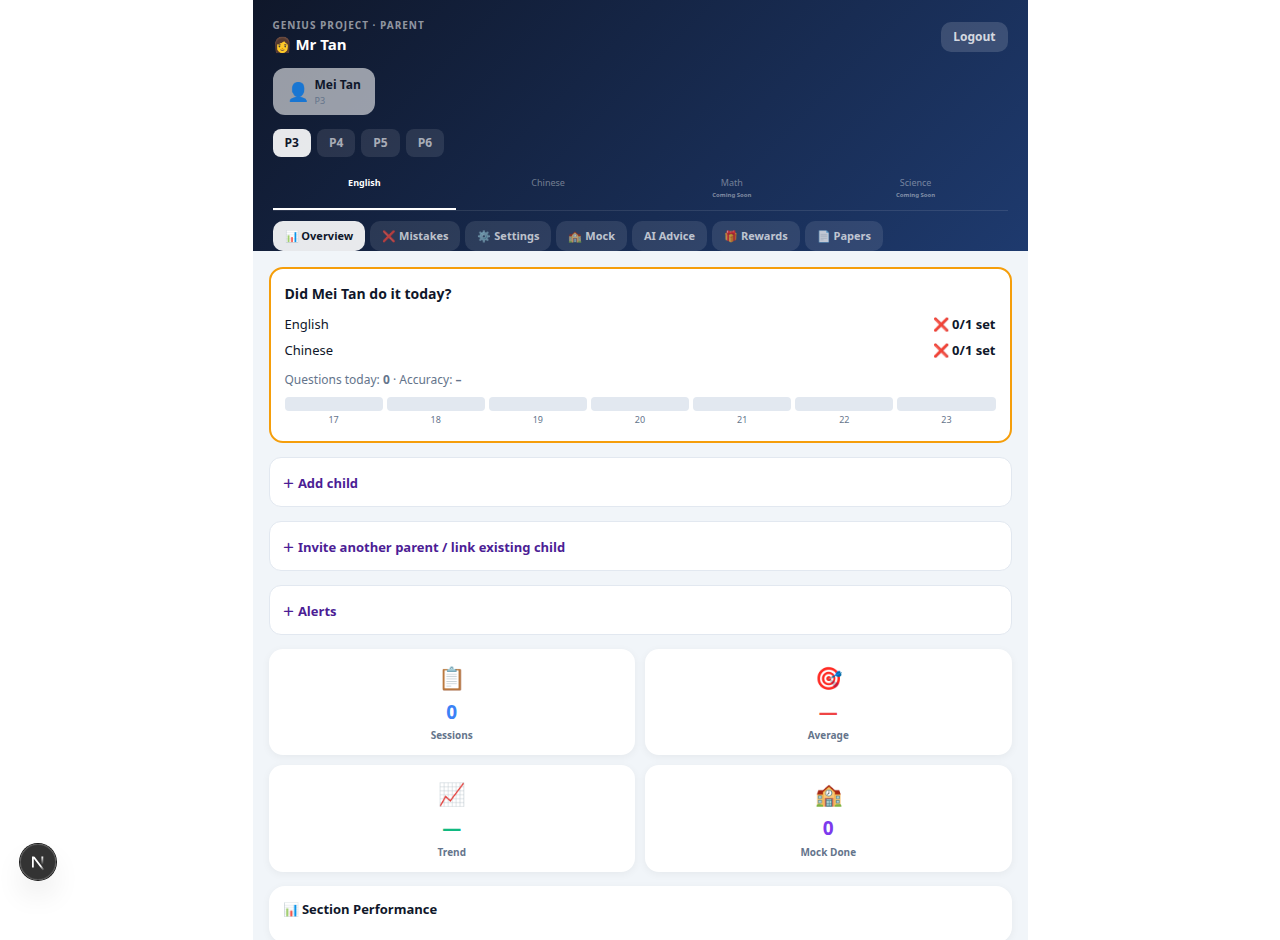 GENIUS PROJECT · PARENT
👩 Mr Tan
Logout
👤 Mei Tan
P3
P3 P4 P5 P6
English Chinese Math Science
Coming Soon Coming Soon
📊 Overview ❌ Mistakes ⚙️ Settings 🏫 Mock AI Advice 🎁 Rewards 📄 Papers
Did Mei Tan do it today?
English ❌ 0/1 set
Chinese ❌ 0/1 set
Questions today: 0 · Accuracy: –
17 18 19 20 21 22 23
+ Add child
+ Invite another parent / link existing child
+ Alerts
0
Sessions
—
Average
—
Trend
0
Mock Done
N
📊 Section Performance